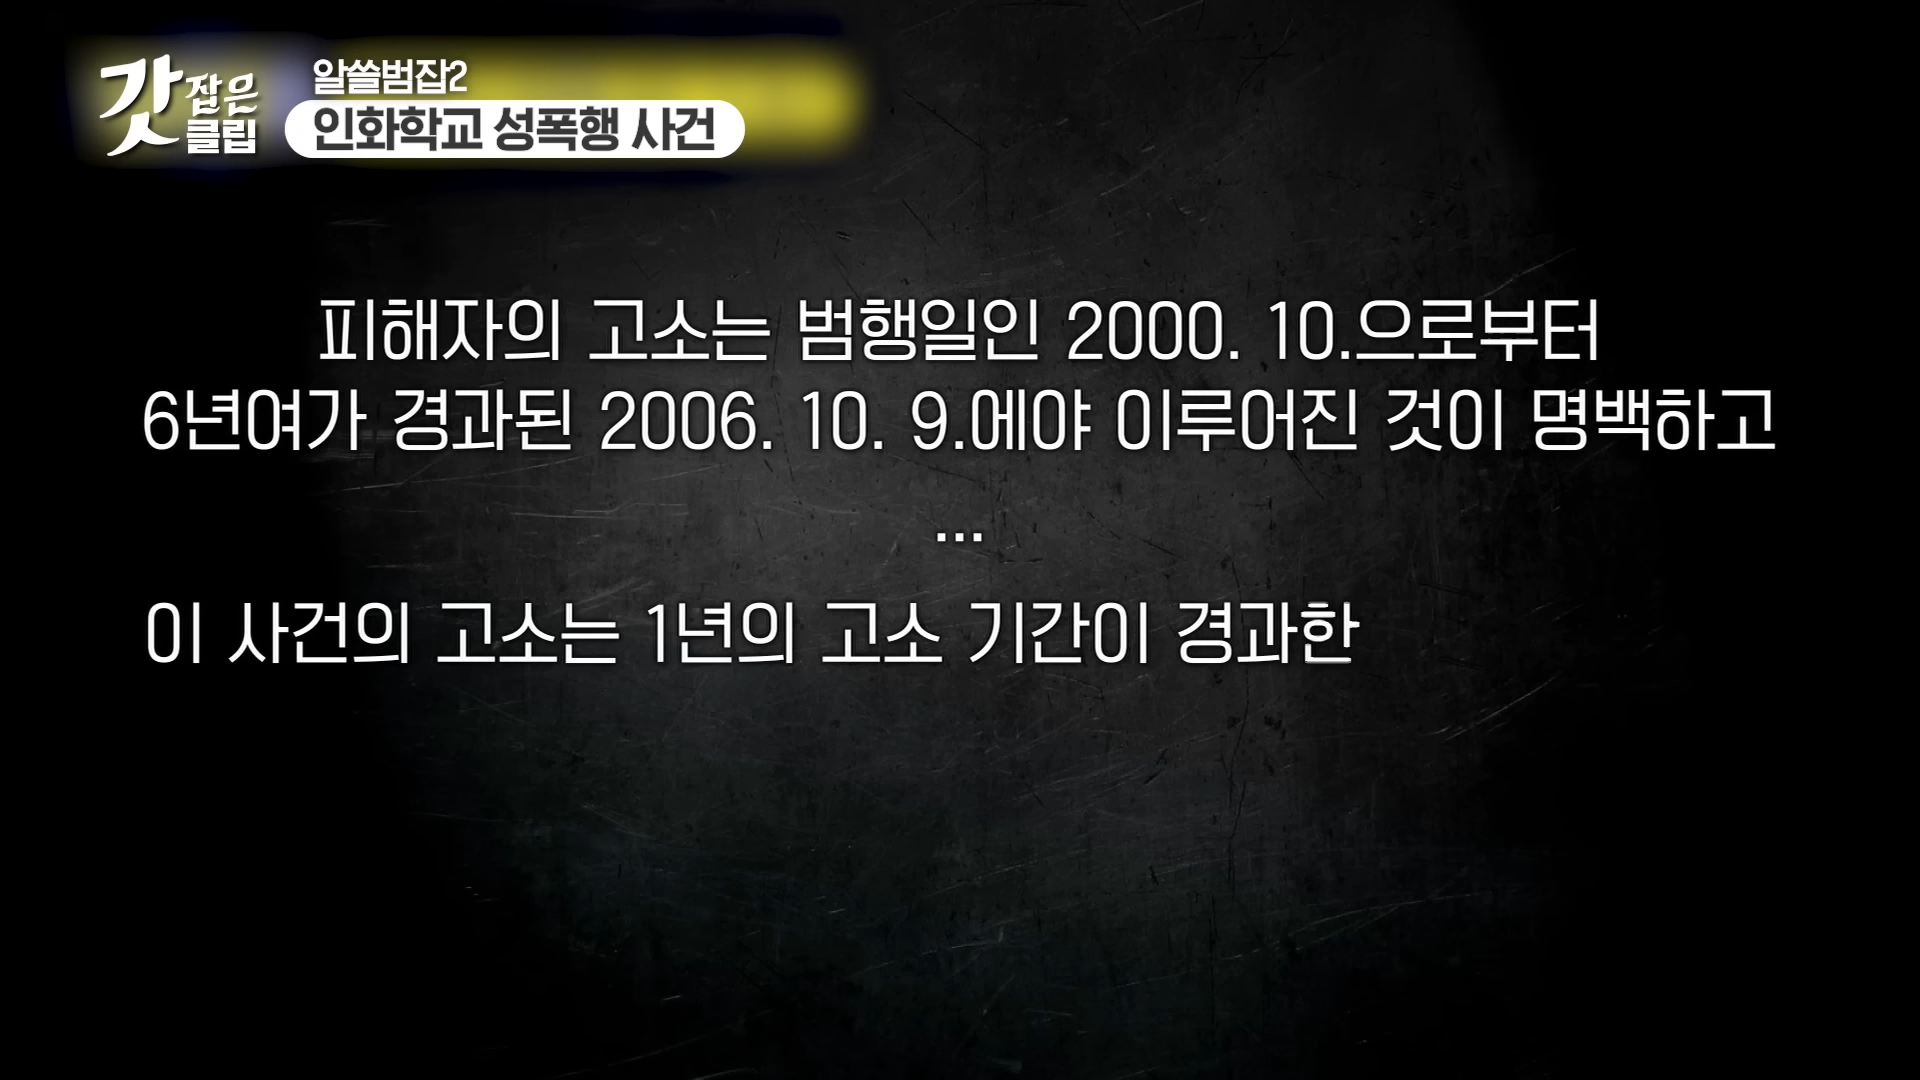 갓잡은클립
알쓸범잡2
인화학교 성폭행 사건
피해자의 고소는 범행일인 2000. 10.으로부터
6년여가 경과된 2006. 10. 9.에야 이루어진 것이 명백하고
...
이 사건의 고소는 1년의 고소 기간이 경과한